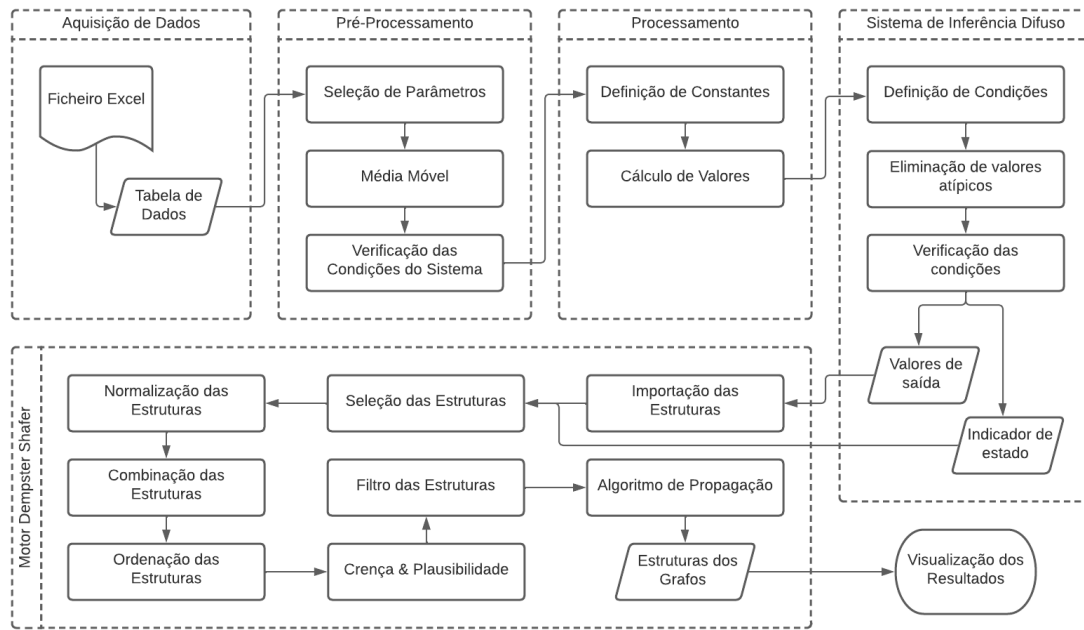 Aquisição de Dados
Ficheiro Excel
Tabela de
Dados
Pré-Processamento
Seleção de Parâmetros
Média Móvel
Verificação das
Condições do Sistema
Processamento
Definição de Constantes
Cálculo de Valores
Sistema de Inferência Difuso
Definição de Condições
Eliminação de valores
atípicos
Verificação das
condições
Valores de
saída
Indicador de
estado
Motor Dempster Shafer
Importação das
Estruturas
Seleção das Estruturas
Normalização das
Estruturas
Combinação das
Estruturas
Ordenação das
Estruturas
Crença & Plausibilidade
Filtro das Estruturas
Algoritmo de Propagação
Estruturas dos
Grafos
Visualização dos
Resultados